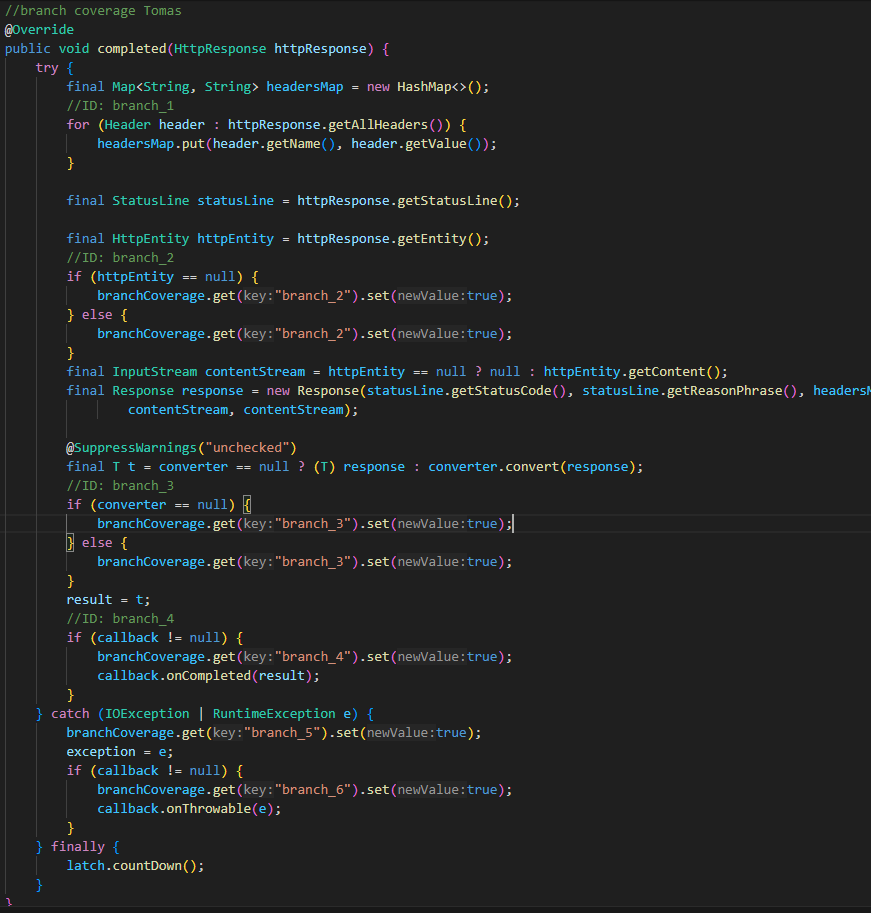 //branch coverage Tomas
@Override
public void completed(HttpResponse httpResponse) {
    try {
        final Map<String, String> headersMap = new HashMap<>();
        //ID: branch_1
        for (Header header : httpResponse.getAllHeaders()) {
            headersMap.put(header.getName(), header.getValue());
        }

        final StatusLine statusLine = httpResponse.getStatusLine();

        final HttpEntity httpEntity = httpResponse.getEntity();
        //ID: branch_2
        if (httpEntity == null) {
            branchCoverage.get(key:"branch_2").set(newValue:true);
        } else {
            branchCoverage.get(key:"branch_2").set(newValue:true);
        }
        final InputStream contentStream = httpEntity == null ? null : httpEntity.getContent();
        final Response response = new Response(statusLine.getStatusCode(), statusLine.getReasonPhrase(), headersM
                contentStream, contentStream);

        @SuppressWarnings("unchecked")
        final T t = converter == null ? (T) response : converter.convert(response);
        //ID: branch_3
        if (converter == null) {
            branchCoverage.get(key:"branch_3").set(newValue:true);
        } else {
            branchCoverage.get(key:"branch_3").set(newValue:true);
        }
        result = t;
        //ID: branch_4
        if (callback != null) {
            branchCoverage.get(key:"branch_4").set(newValue:true);
            callback.onCompleted(result);
        }
    } catch (IOException | RuntimeException e) {
        branchCoverage.get(key:"branch_5").set(newValue:true);
        exception = e;
        if (callback != null) {
            branchCoverage.get(key:"branch_6").set(newValue:true);
            callback.onThrowable(e);
        }
    } finally {
        latch.countDown();
    }
}